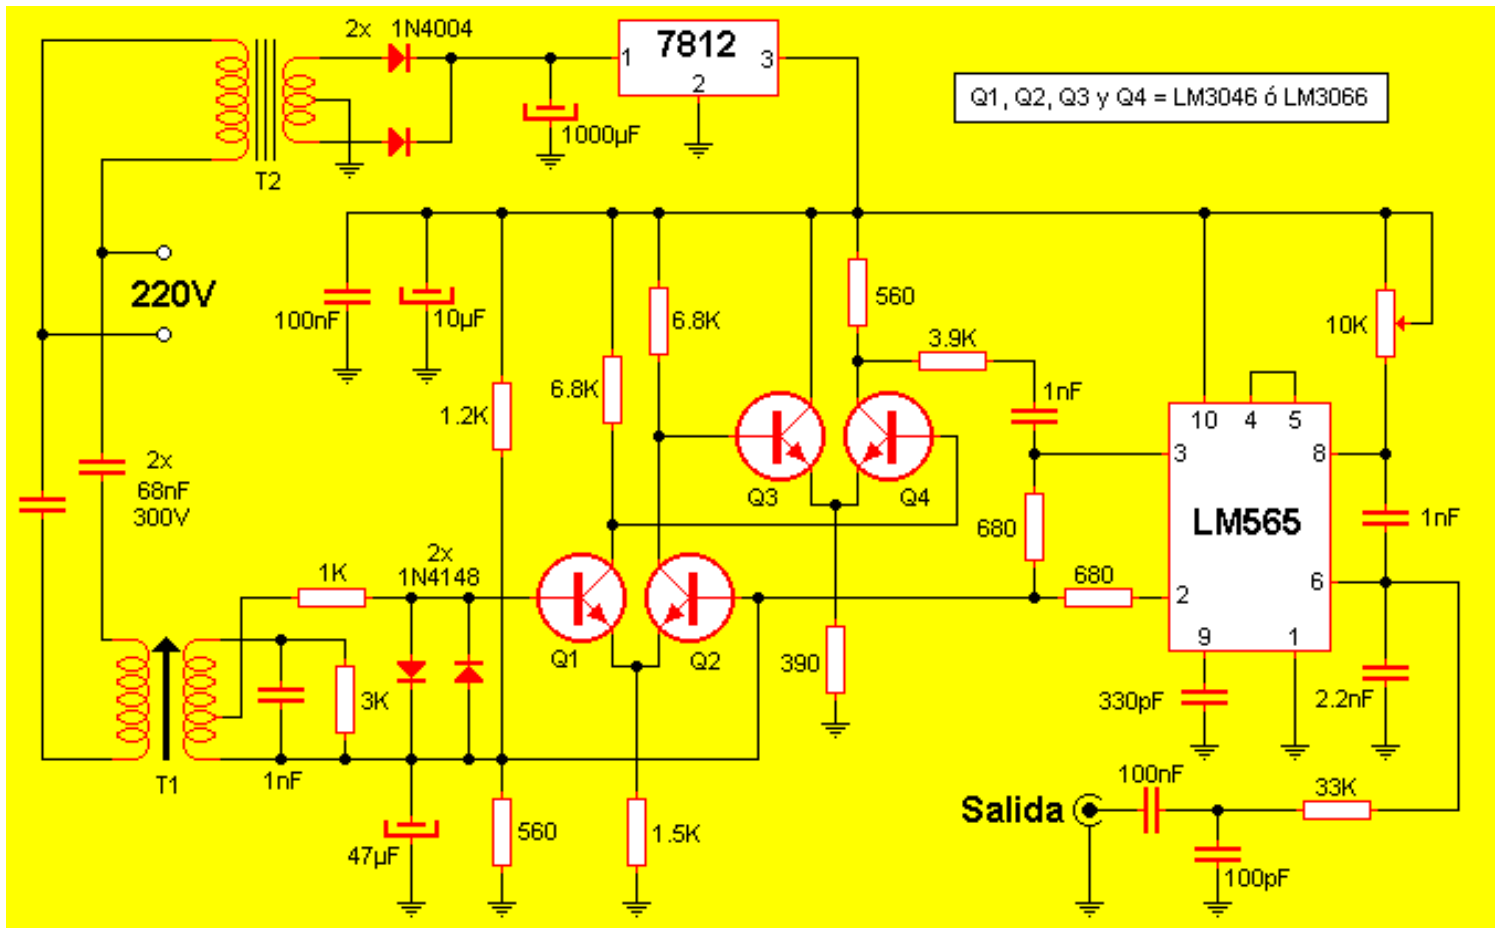 2x 1N4004
7812
1
3
2
Q1, Q2, Q3 y Q4 = LM3046 ó LM3066
1000µF
T2
220V
100nF
10µF
6.8K
560
10K
3.9K
6.8K
1.2K
1nF
10 4 5
3
8
2x
68nF
300V
Q3
Q4
680
LM565
1nF
2x
1N4148
1K
680
2
6
Q1
Q2
9
1
390
3K
330pF
2.2nF
T1
1nF
100nF
33K
Salida
47µF
560
1.5K
100pF